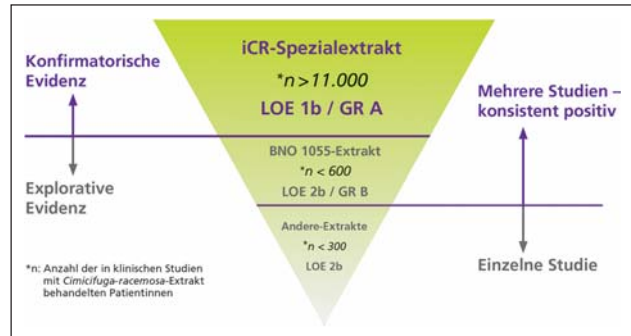 iCR-Spezialextrakt
*n > 11.000
LOE 1b / GR A
Konfirmatorische
Evidenz
Explorative
Evidenz
BNO 1055-Extrakt
*n < 600
LOE 2b / GR B
Andere-Extrakte
*n < 300
LOE 2b
Mehrere Studien –
konsistent positiv
Einzelne Studie
*n: Anzahl der in klinischen Studien
mit Cimicifuga-racemosa-Extrakt
behandelten Patientinnen